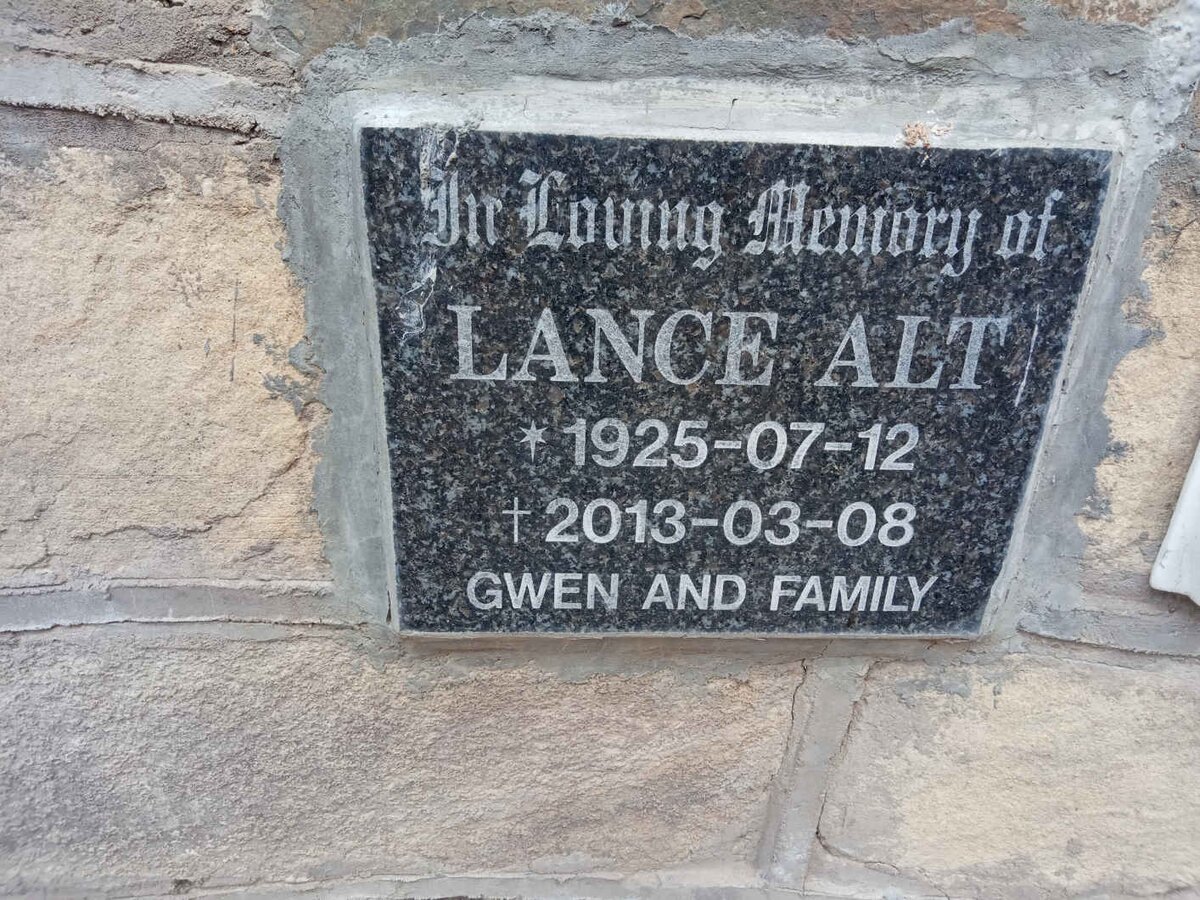 In Loving Memory of
LANCE ALT
* 1925-07-12
† 2013-03-08
GWEN AND FAMILY